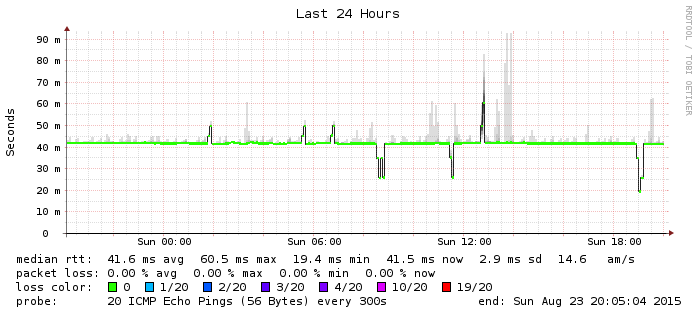 Last 24 Hours
RRDTOOL / TOBI OETIKER
Seconds
90 m
80 m
70 m
60 m
50 m
40 m
30 m
20 m
10 m
0
Sun 00:00 Sun 06:00 Sun 12:00 Sun 18:00
median rtt: 41.6 ms avg 60.5 ms max 19.4 ms min 41.5 ms now 2.9 ms sd 14.6 am/s
packet loss: 0.00 % avg 0.00 % max 0.00 % min 0.00 % now
loss color: 0 1/20 2/20 3/20 4/20 10/20 19/20
probe: 20 ICMP Echo Pings (56 Bytes) every 300s end: Sun Aug 23 20:05:04 2015